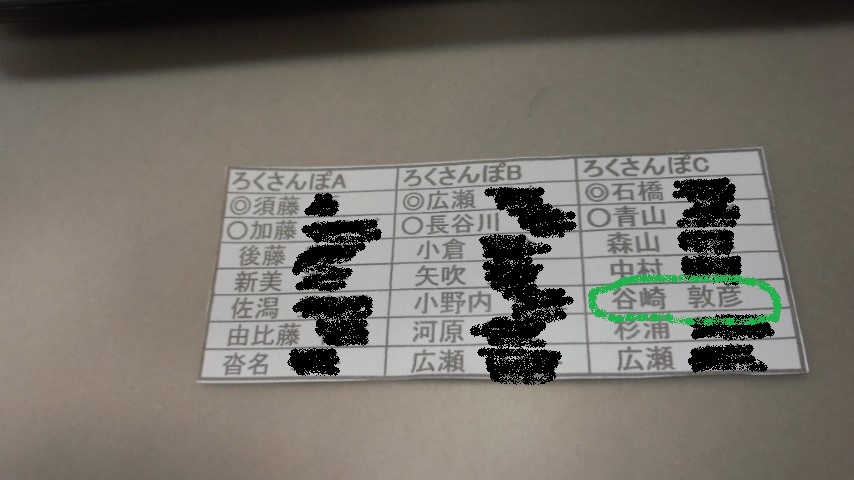 ろくさんぽA ろくさんぽB ろくさんぽC
◎須藤 ◎広瀬 ◎石橋
○加藤 ○長谷川 ○青山
後藤 小倉 森山
新美 矢吹 中村
佐潟 小野内 谷崎 敦彦
由比藤 河原 杉浦
沓名 広瀬 広瀬